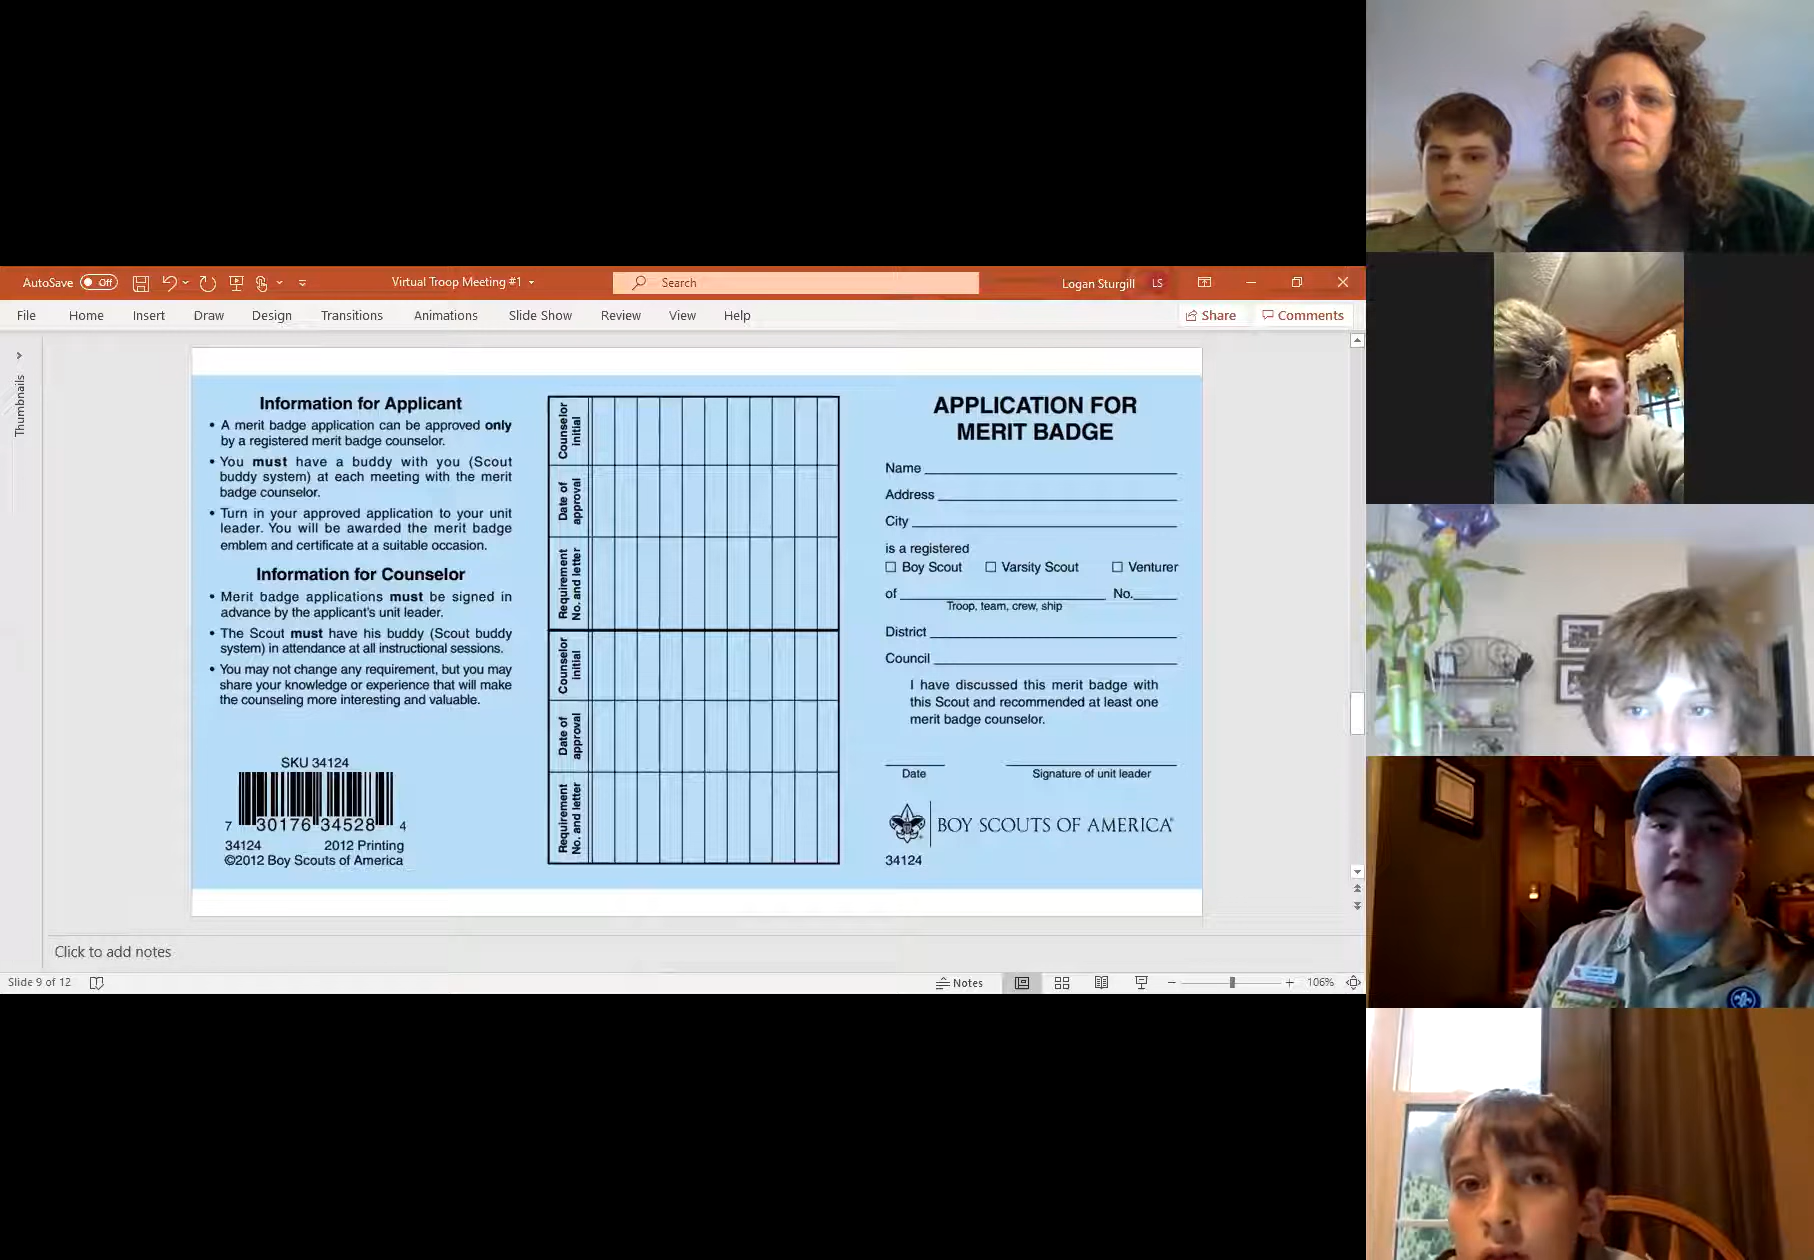 AutoSave Off
Virtual Troop Meeting #1
Search
Logan Sturgill LS
File Home Insert Draw Design Transitions Animations Slide Show Review View Help
Share Comments
Thumbnails
Information for Applicant
• A merit badge application can be approved only
by a registered merit badge counselor.
• You must have a buddy with you (Scout
buddy system) at each meeting with the merit
badge counselor.
• Turn in your approved application to your unit
leader. You will be awarded the merit badge
emblem and certificate at a suitable occasion.
Information for Counselor
• Merit badge applications must be signed in
advance by the applicant's unit leader.
• The Scout must have his buddy (Scout buddy
system) in attendance at all instructional sessions.
• You may not change any requirement, but you may
share your knowledge or experience that will make
the counseling more interesting and valuable.
SKU 34124
7 30176 34528 4
34124 2012 Printing
©2012 Boy Scouts of America
Counselor
initial
Date of
approval
Requirement
No. and letter
Counselor
initial
Date of
approval
Requirement
No. and letter
APPLICATION FOR
MERIT BADGE
Name
Address
City
is a registered
Boy Scout Varsity Scout Venturer
of No.
Troop, team, crew, ship
District
Council
I have discussed this merit badge with
this Scout and recommended at least one
merit badge counselor.
Date Signature of unit leader
BOY SCOUTS OF AMERICA®
34124
Click to add notes
Slide 9 of 12
Notes
106%